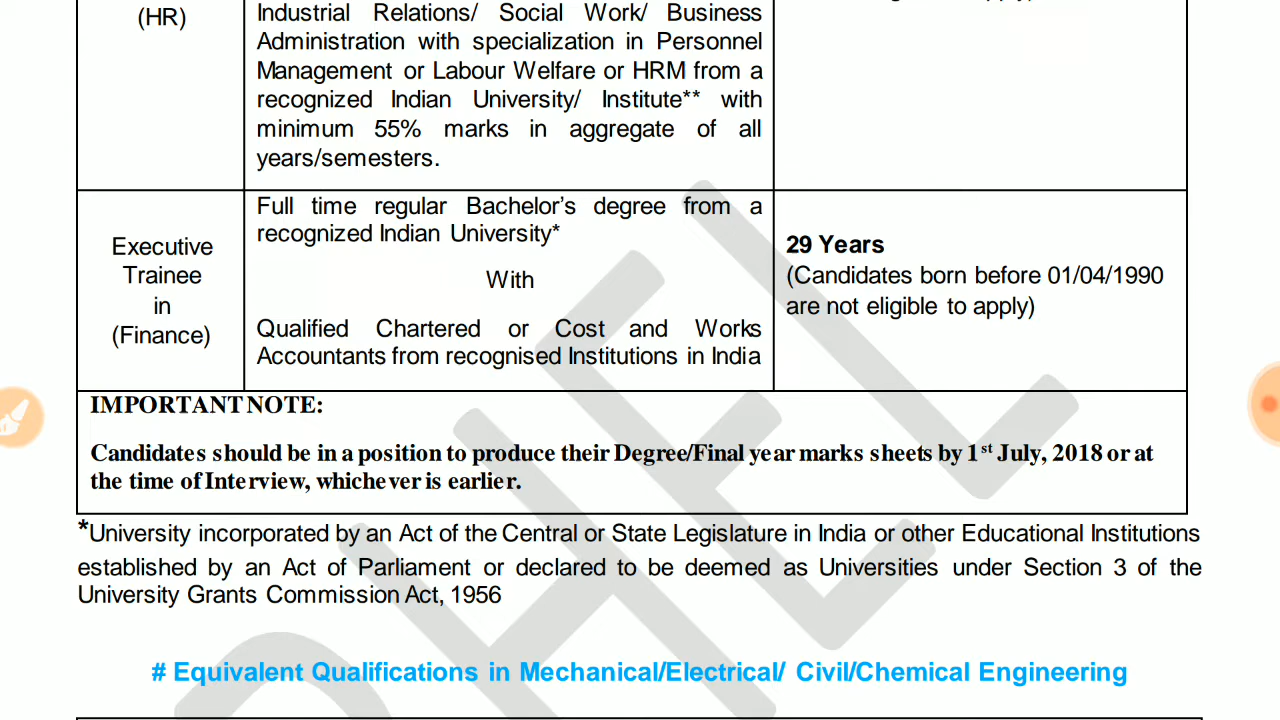 (HR)
Industrial Relations/ Social Work/ Business
Administration with specialization in Personnel
Management or Labour Welfare or HRM from a
recognized Indian University/ Institute** with
minimum 55% marks in aggregate of all
years/semesters.
Executive
Trainee
in
(Finance)
Full time regular Bachelor's degree from a
recognized Indian University*
With
Qualified Chartered or Cost and Works
Accountants from recognised Institutions in India
29 Years
(Candidates born before 01/04/1990
are not eligible to apply)
IMPORTANT NOTE:
Candidates should be in a position to produce their Degree/Final year marks sheets by 1st July, 2018 or at
the time of Interview, whichever is earlier.
*University incorporated by an Act of the Central or State Legislature in India or other Educational Institutions
established by an Act of Parliament or declared to be deemed as Universities under Section 3 of the
University Grants Commission Act, 1956
# Equivalent Qualifications in Mechanical/Electrical/ Civil/Chemical Engineering
BHEL